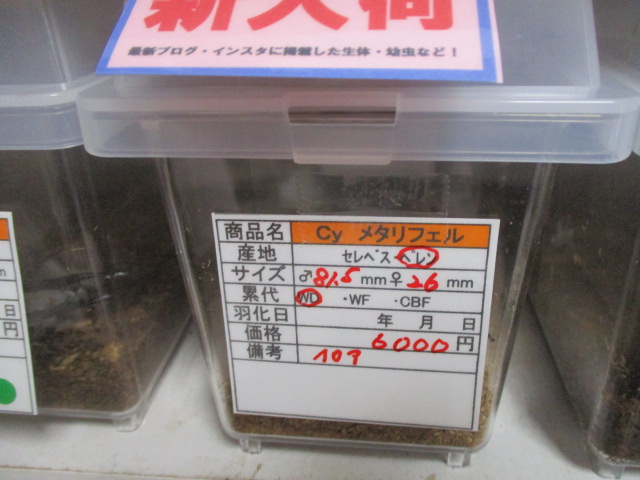 新入荷
最新ブログ・インスタに掲載した生体・幼虫など!
商品名 Cy メタリフェル
産地 セレベス ペレン
サイズ ♂81.5mm♀26mm
累代 WD・WF・CBF
羽化日 年 月 日
価格 6000円
備考 109
日
円